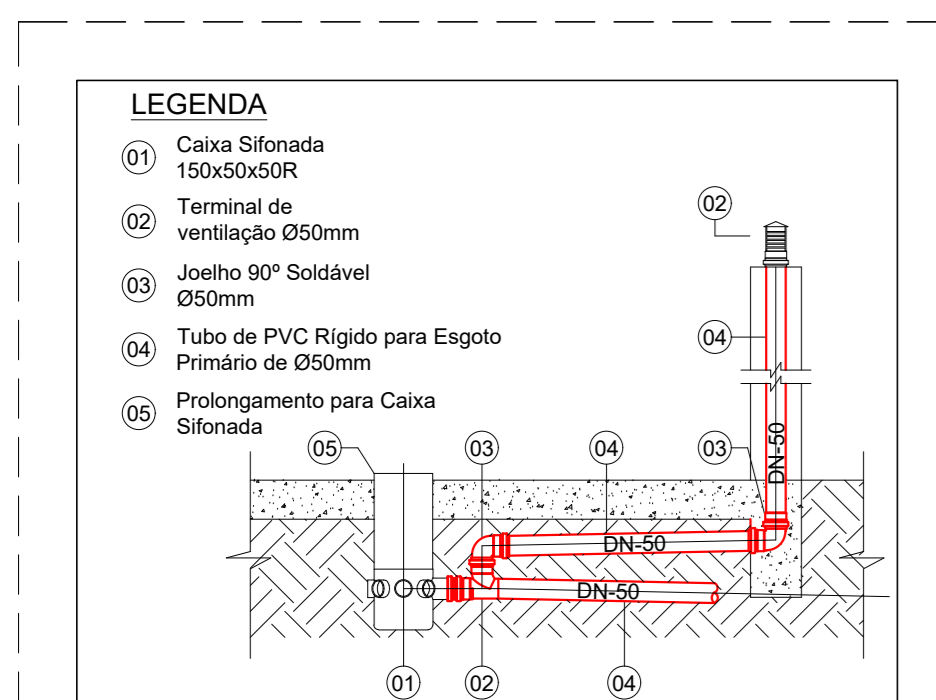 LEGENDA
01
Caixa Sifonada
150x50x50R
02
Terminal de
ventilação Ø50mm
03
Joelho 90º Soldável
Ø50mm
04
Tubo de PVC Rígido para Esgoto
Primário de Ø50mm
05
Prolongamento para Caixa
Sifonada
02
04
05
03
04
03
DN-50
DN-50
DN-50
01
02
04